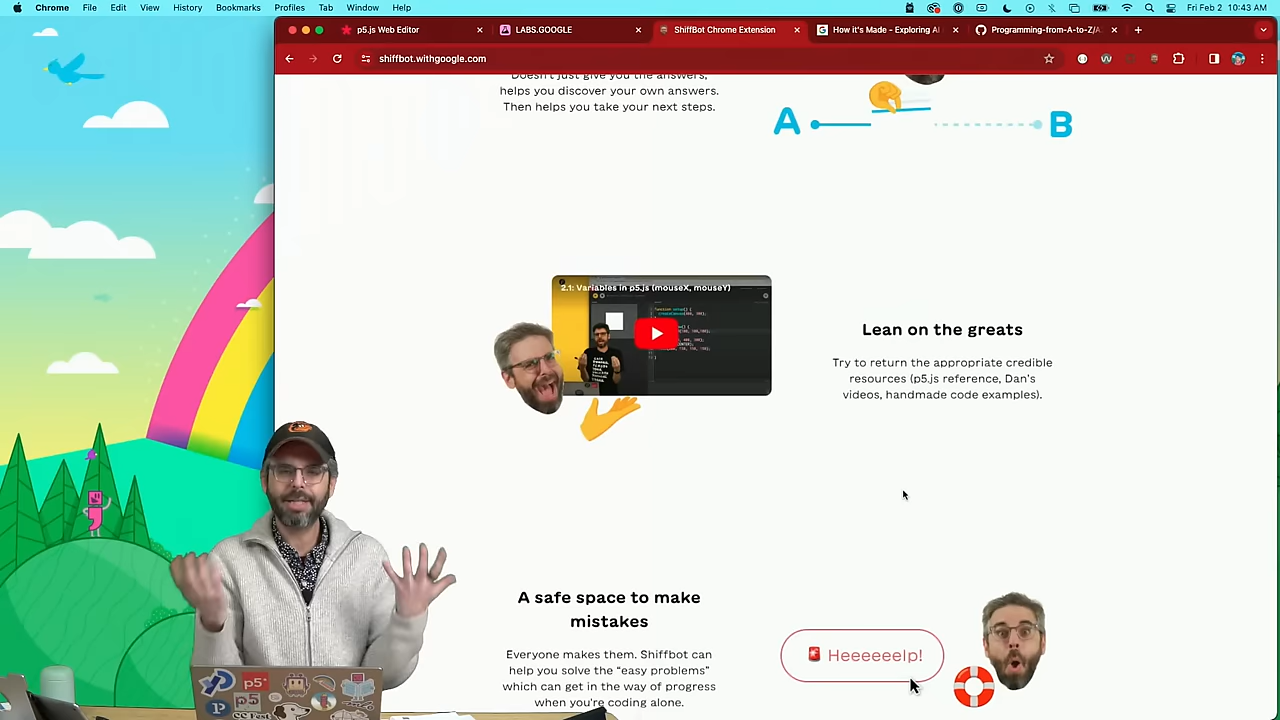 Chrome File Edit View History Bookmarks Profiles Tab Window Help Fri Feb 2 10:43 AM
p5.js Web Editor LABS.GOOGLE ShiffBot Chrome Extension How it's Made - Exploring AI Programming-from-A-to-Z/A
shiffbot.withgoogle.com
Doesn't just give you the answers,
helps you discover your own answers.
Then helps you take your next steps.
A B
2.1: Variables in p5.js (mouseX, mouseY)
Lean on the greats
Try to return the appropriate credible
resources (p5.js reference, Dan's
videos, handmade code examples).
A safe space to make
mistakes
Everyone makes them. Shiffbot can
help you solve the “easy problems”
which can get in the way of progress
when you're coding alone.
Heeeeeelp!
p5*
p5
CC Fest